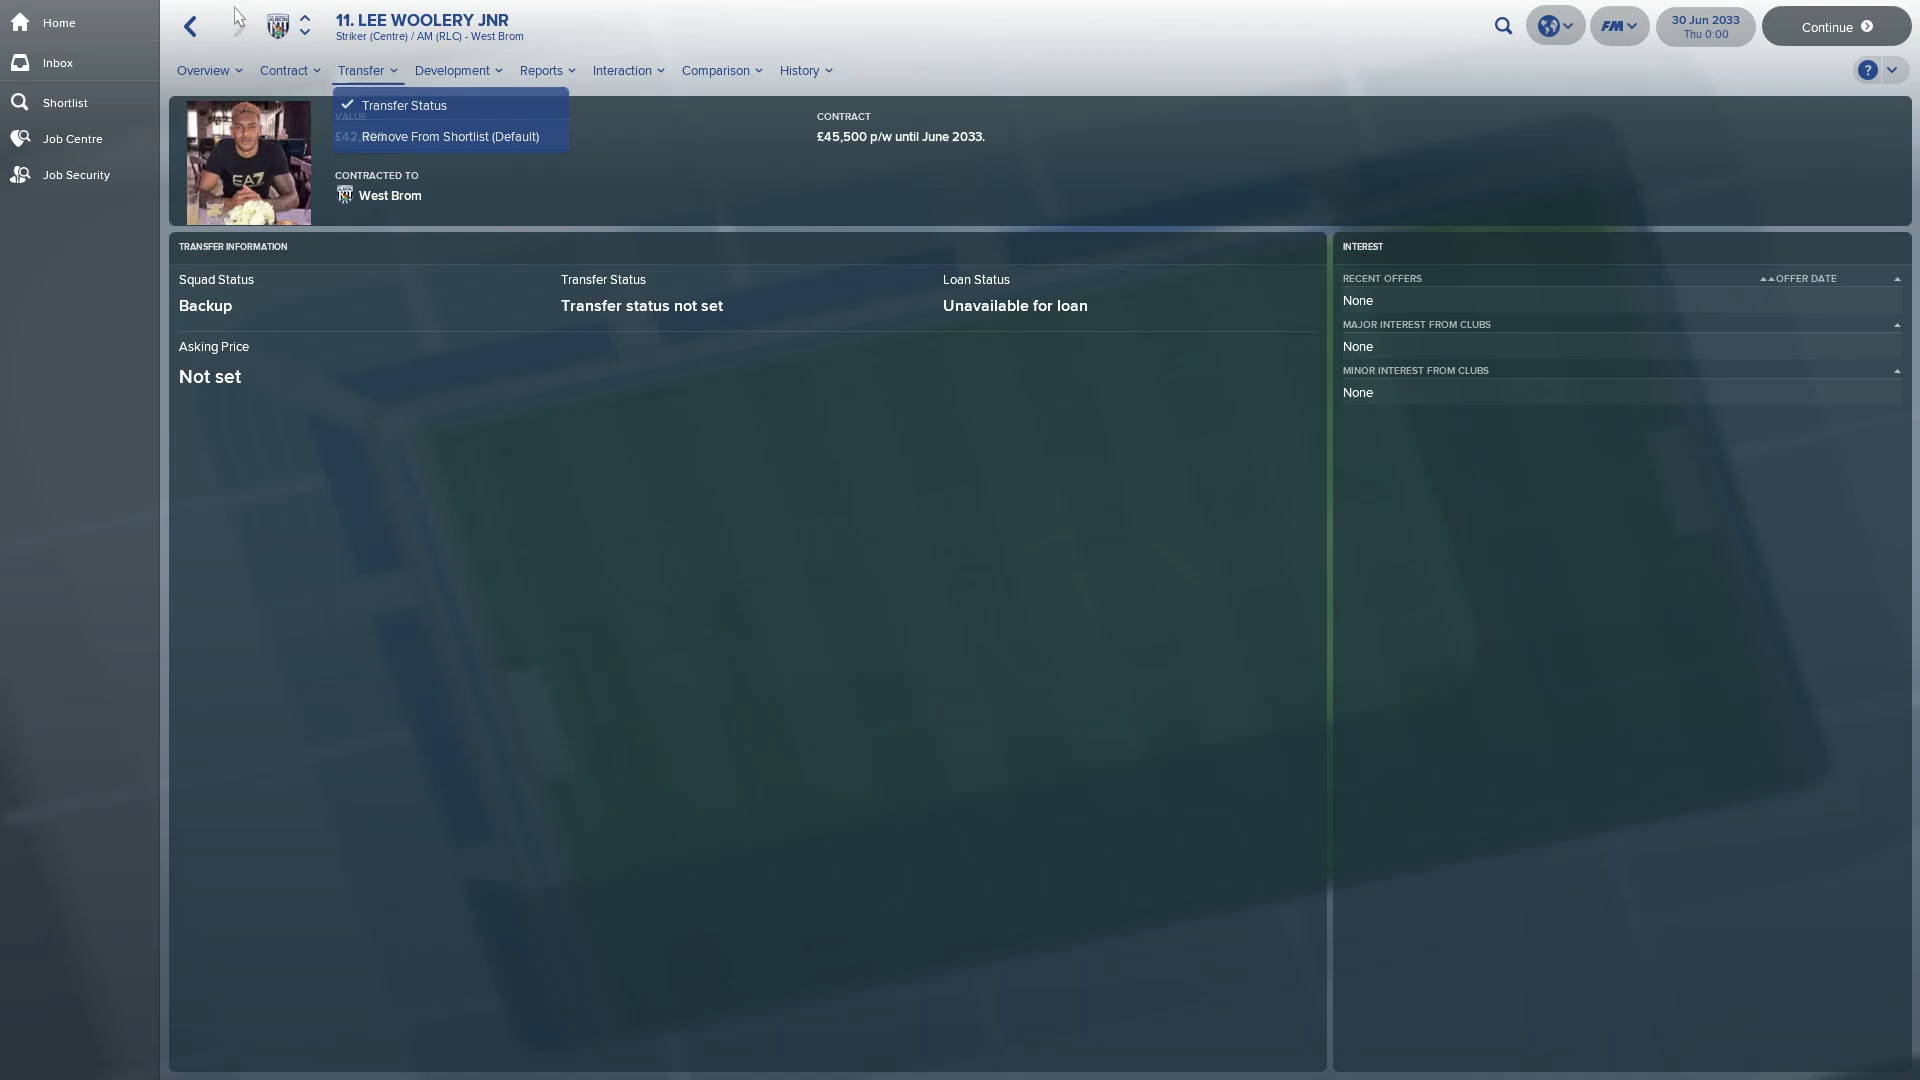 Home
Inbox
Shortlist
Job Centre
Job Security
11. LEE WOOLERY JNR
Striker (Centre) / AM (RLC) - West Brom
FM
30 Jun 2033
Thu 0:00
Continue
Overview
Contract
Transfer
Development
Reports
Interaction
Comparison
History
?
Transfer Status
VALUE
Remove From Shortlist (Default)
CONTRACT
£45,500 p/w until June 2033.
EA7
CONTRACTED TO
West Brom
TRANSFER INFORMATION
Squad Status
Transfer Status
Loan Status
Backup
Transfer status not set
Unavailable for loan
Asking Price
Not set
INTEREST
RECENT OFFERS
OFFER DATE
None
MAJOR INTEREST FROM CLUBS
None
MINOR INTEREST FROM CLUBS
None